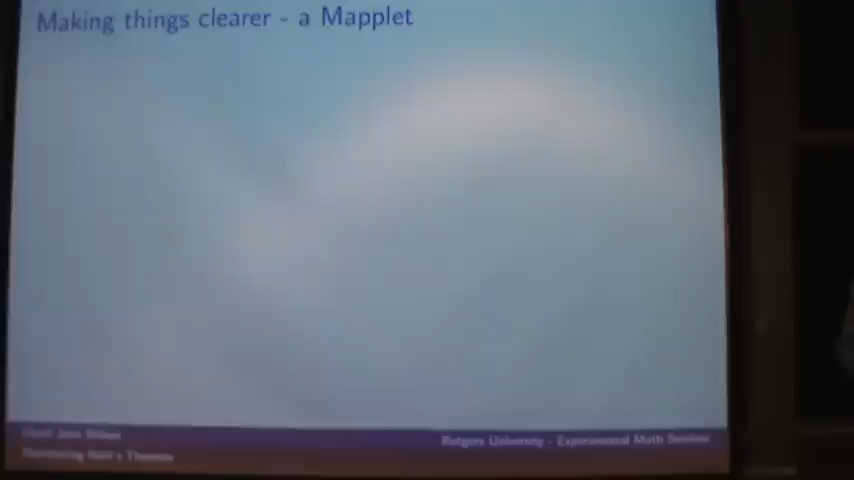 Making things clearer - a Mapplet
Rutgers University - Experimental Math Seminar